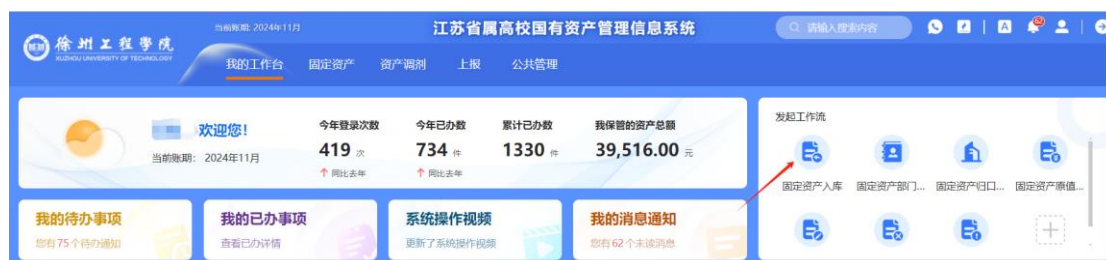 当前账期: 2024年11月
江苏省属高校国有资产管理信息系统
请输入搜索内容
A
徐州工程学院
XUZHOU UNIVERSITY OF TECHNOLOGY
我的工作台 固定资产 资产调剂 上报 公共管理
欢迎您!
当前账期: 2024年11月
今年登录次数 今年已办数 累计已办数 我保管的资产总额
419 次 734 件 1330 件 39,516.00 元
同比去年 同比去年
发起工作流
固定资产入库 固定资产部门... 固定资产归口... 固定资产原值...
我的待办事项 我的已办事项 系统操作视频 我的消息通知
您有75个待办通知 查看已办详情 更新了系统操作视频 您有62个未读消息